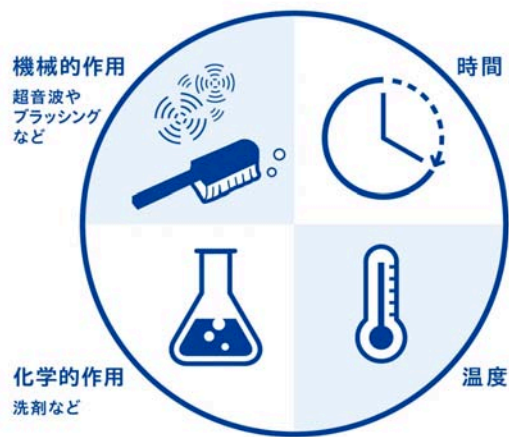 機械的作用
超音波や
ブラッシング
など
時間
化学的作用
洗剤など
温度